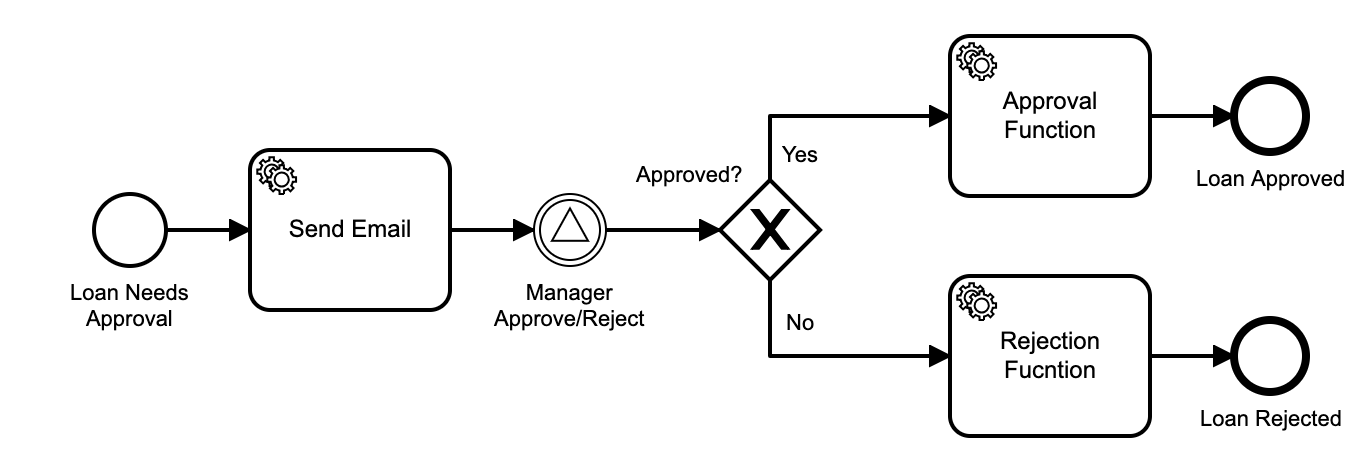 Loan Needs
Approval
Send Email
Manager
Approve/Reject
Approved?
Yes
No
Approval
Function
Loan Approved
Rejection
Fucntion
Loan Rejected